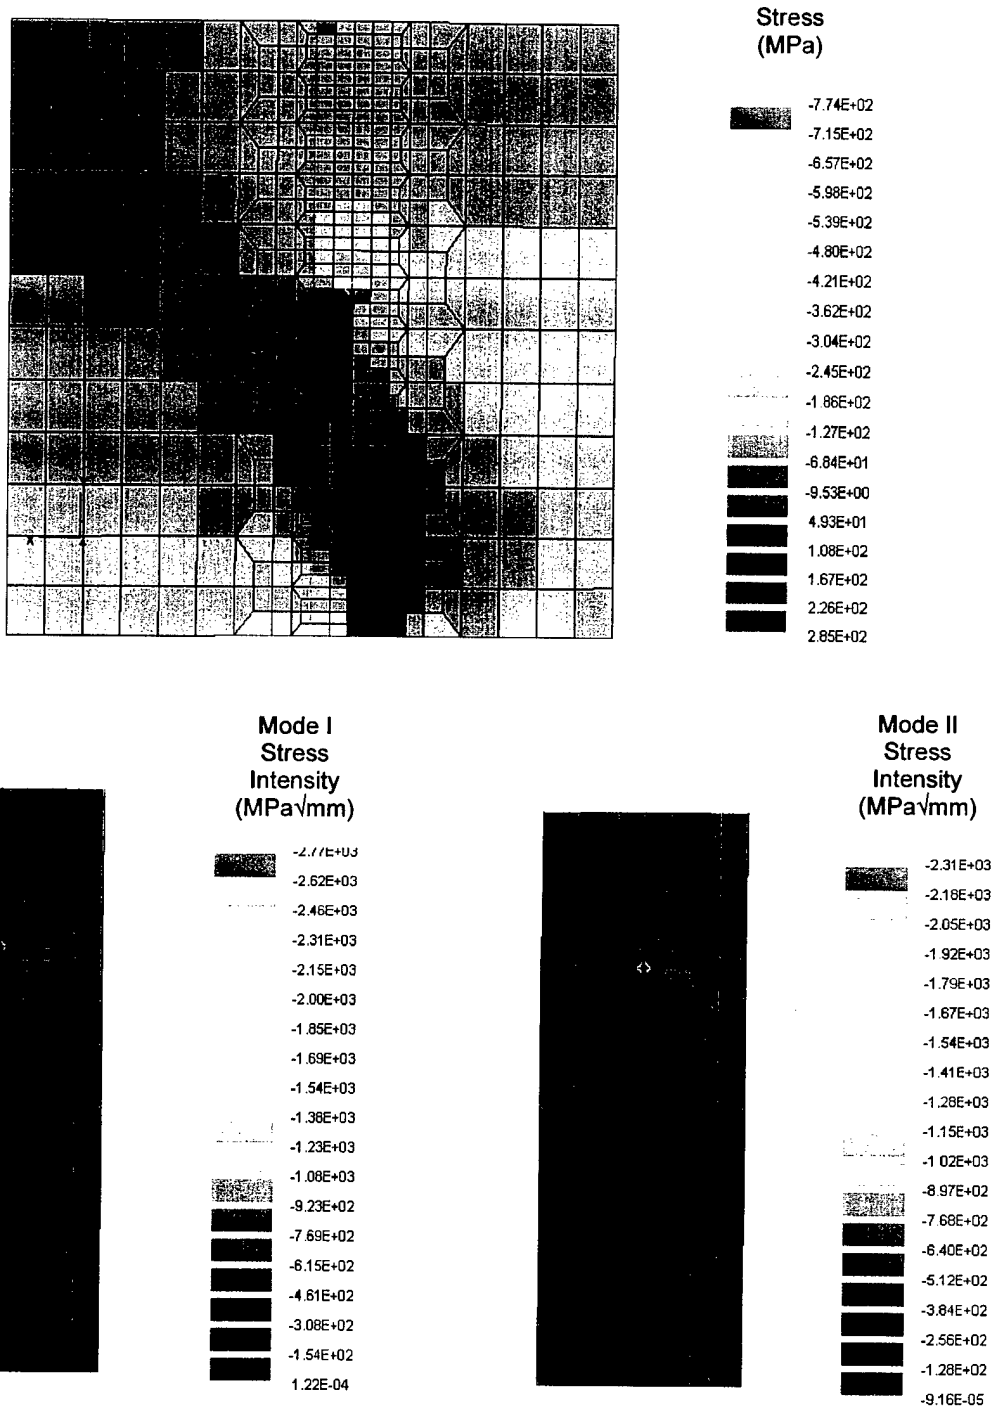 Stress
(MPa)
-7.74E+02
-7.15E+02
-6.57E+02
-5.98E+02
-5.39E+02
-4.80E+02
-4.21E+02
-3.62E+02
-3.04E+02
-2.45E+02
-1.86E+02
-1.27E+02
-6.84E+01
-9.53E+00
4.93E+01
1.08E+02
1.67E+02
2.26E+02
2.85E+02
X
Mode I
Stress
Intensity
(MPa√mm)
-2.77E+03
-2.62E+03
-2.46E+03
-2.31E+03
-2.15E+03
-2.00E+03
-1.85E+03
-1.69E+03
-1.54E+03
-1.38E+03
-1.23E+03
-1.08E+03
-9.23E+02
-7.69E+02
-6.15E+02
-4.61E+02
-3.08E+02
-1.54E+02
1.22E-04
Mode II
Stress
Intensity
(MPa√mm)
-2.31E+03
-2.18E+03
-2.05E+03
-1.92E+03
-1.79E+03
-1.67E+03
-1.54E+03
-1.41E+03
-1.28E+03
-1.15E+03
-1.02E+03
-8.97E+02
-7.68E+02
-6.40E+02
-5.12E+02
-3.84E+02
-2.56E+02
-1.28E+02
-9.16E-05